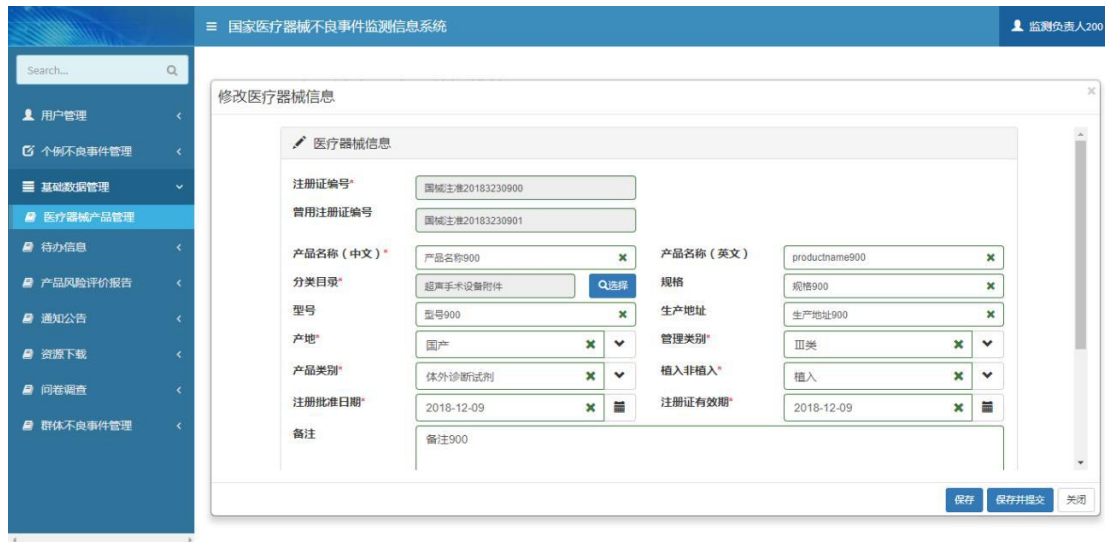 国家医疗器械不良事件监测信息系统
监测负责人200
Search...
用户管理
个例不良事件管理
基础数据管理
医疗器械产品管理
待办信息
产品风险评价报告
通知公告
资源下载
问卷调查
群体不良事件管理
修改医疗器械信息
医疗器械信息
注册证编号* 国械注准20183230900
曾用注册证编号 国械注准20183230901
产品名称（中文）* 产品名称900 产品名称（英文） productname900
分类目录* 超声手术设备附件 选择 规格 规格900
型号 型号900 生产地址 生产地址900
产地* 国产 管理类别* Ⅲ类
产品类别* 体外诊断试剂 植入非植入* 植入
注册批准日期* 2018-12-09 注册证有效期* 2018-12-09
备注 备注900
保存 保存并提交 关闭